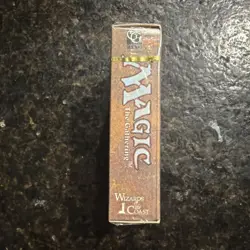 MAGIC
The Gathering
WIZARDS
OF THE
COAST